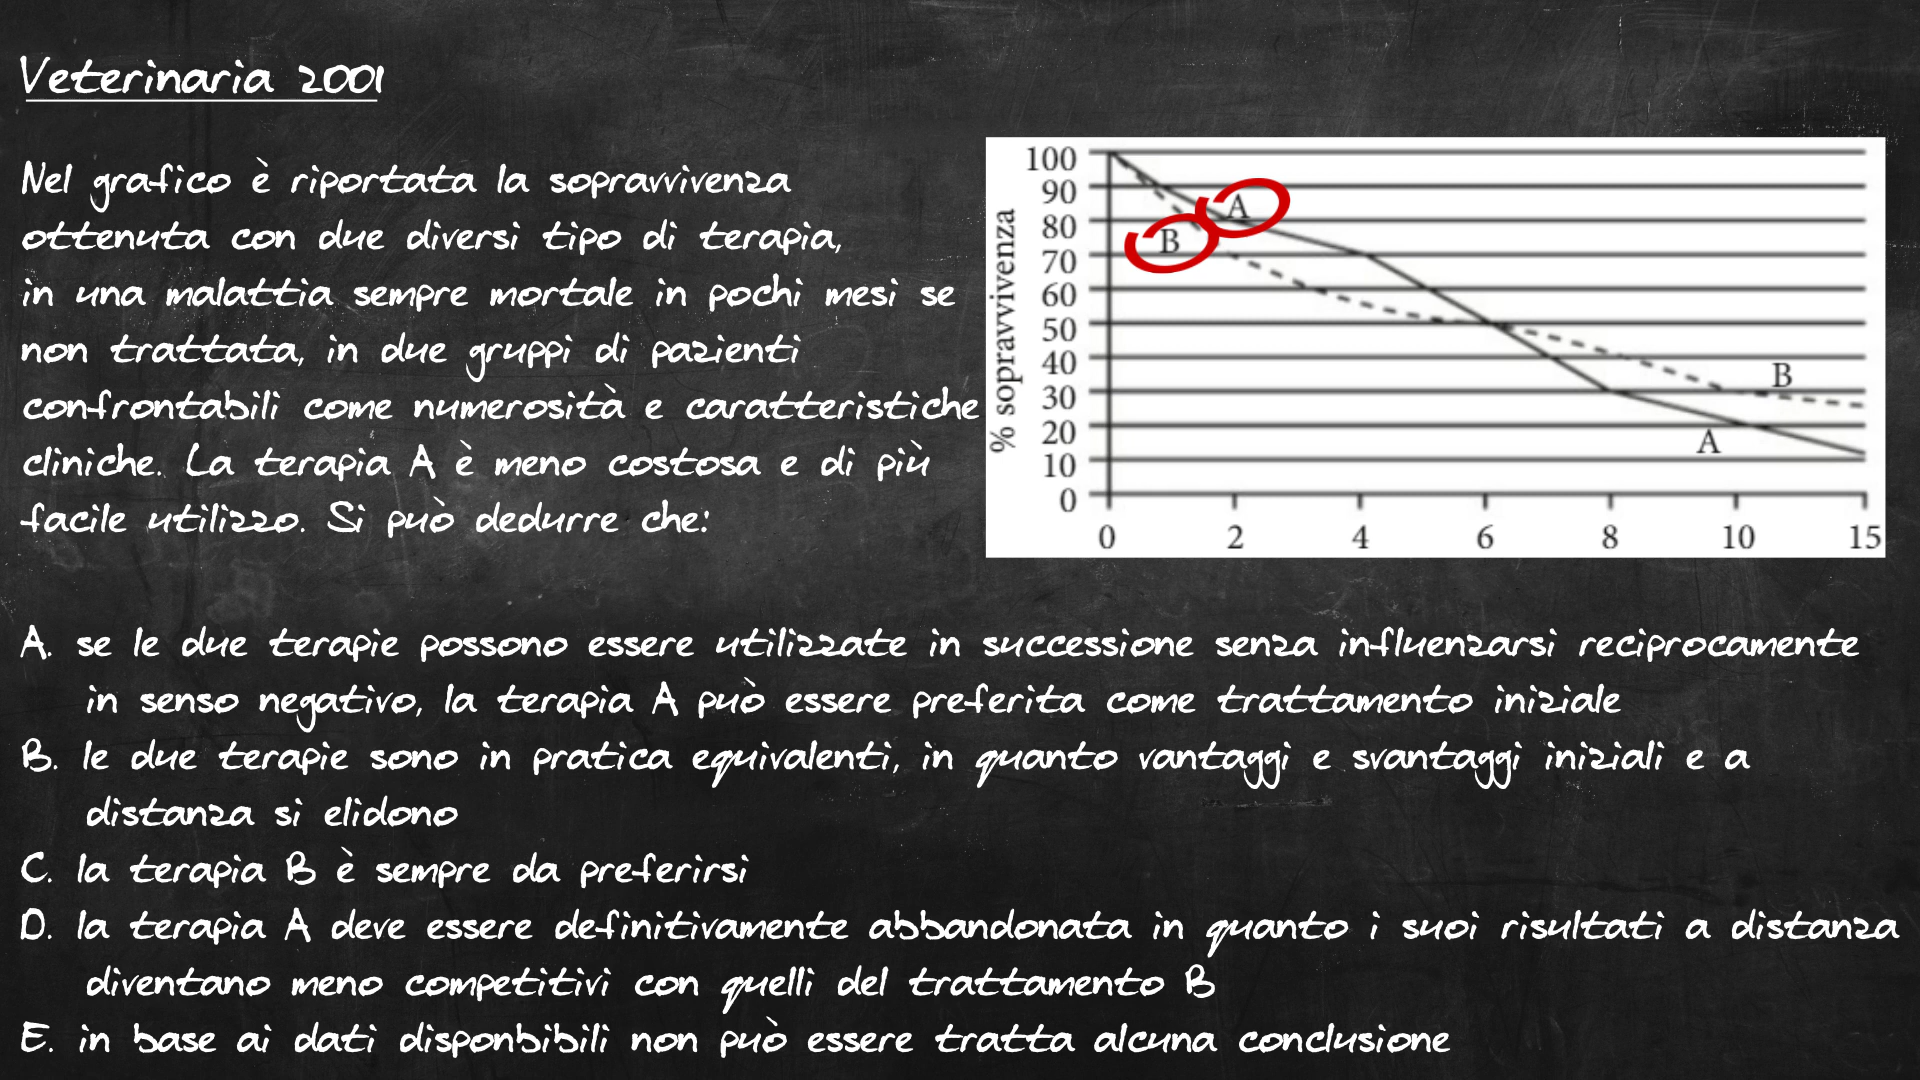 Veterinaria 2001
Nel grafico è riportata la sopravvivenza
ottenuta con due diversi tipo di terapia,
in una malattia sempre mortale in pochi mesi se
non trattata, in due gruppi di pazienti
confrontabili come numerosità e caratteristiche
cliniche. La terapia A è meno costosa e di più
facile utilizzo. Si può dedurre che:
% sopravvivenza
100
90
80
70
60
50
40
30
20
10
0
A
B
B
A
0 2 4 6 8 10 15
A. se le due terapie possono essere utilizzate in successione senza influenzarsi reciprocamente
in senso negativo, la terapia A può essere preferita come trattamento iniziale
B. le due terapie sono in pratica equivalenti, in quanto vantaggi e svantaggi iniziali e a
distanza si elidono
C. la terapia B è sempre da preferirsi
D. la terapia A deve essere definitivamente abbandonata in quanto i suoi risultati a distanza
diventano meno competitivi con quelli del trattamento B
E. in base ai dati disponbibili non può essere tratta alcuna conclusione